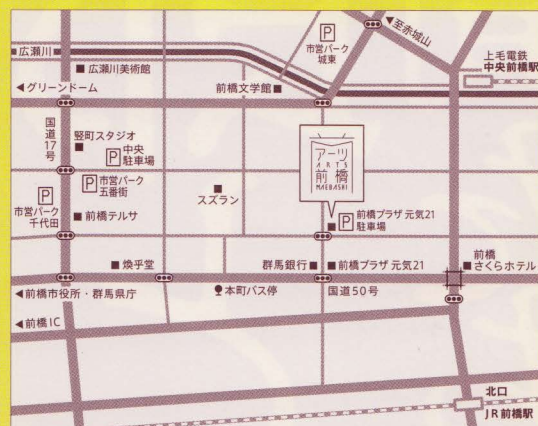 ◀至赤城山
P
市営パーク
城東
広瀬川
上毛電鉄
中央前橋駅
■広瀬川美術館
◀グリーンドーム
前橋文学館■
国道17号
竪町スタジオ
P 中央
駐車場
アーツ
ARTS
前橋
MAEBASHI
P 市営パーク
五番街
P
市営パーク
千代田
スズラン
■前橋テルサ
P 前橋プラザ 元気21
駐車場
■煥乎堂
群馬銀行■
■前橋プラザ 元気21
前橋
■さくらホテル
◀前橋市役所・群馬県庁
本町バス停
国道50号
◀前橋IC
北口
JR前橋駅